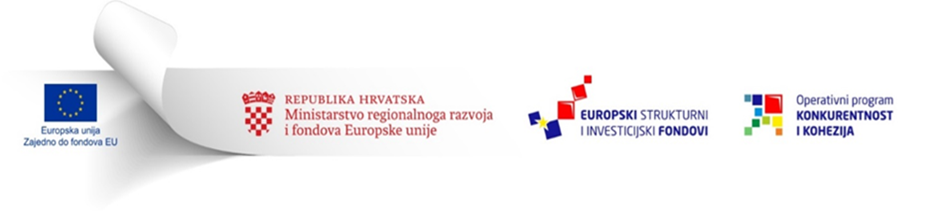 Europska unija
Zajedno do fondova EU
REPUBLIKA HRVATSKA
Ministarstvo regionalnoga razvoja
i fondova Europske unije
EUROPSKI STRUKTURNI
I INVESTICIJSKI FONDOVI
Operativni program
KONKURENTNOST
I KOHEZIJA